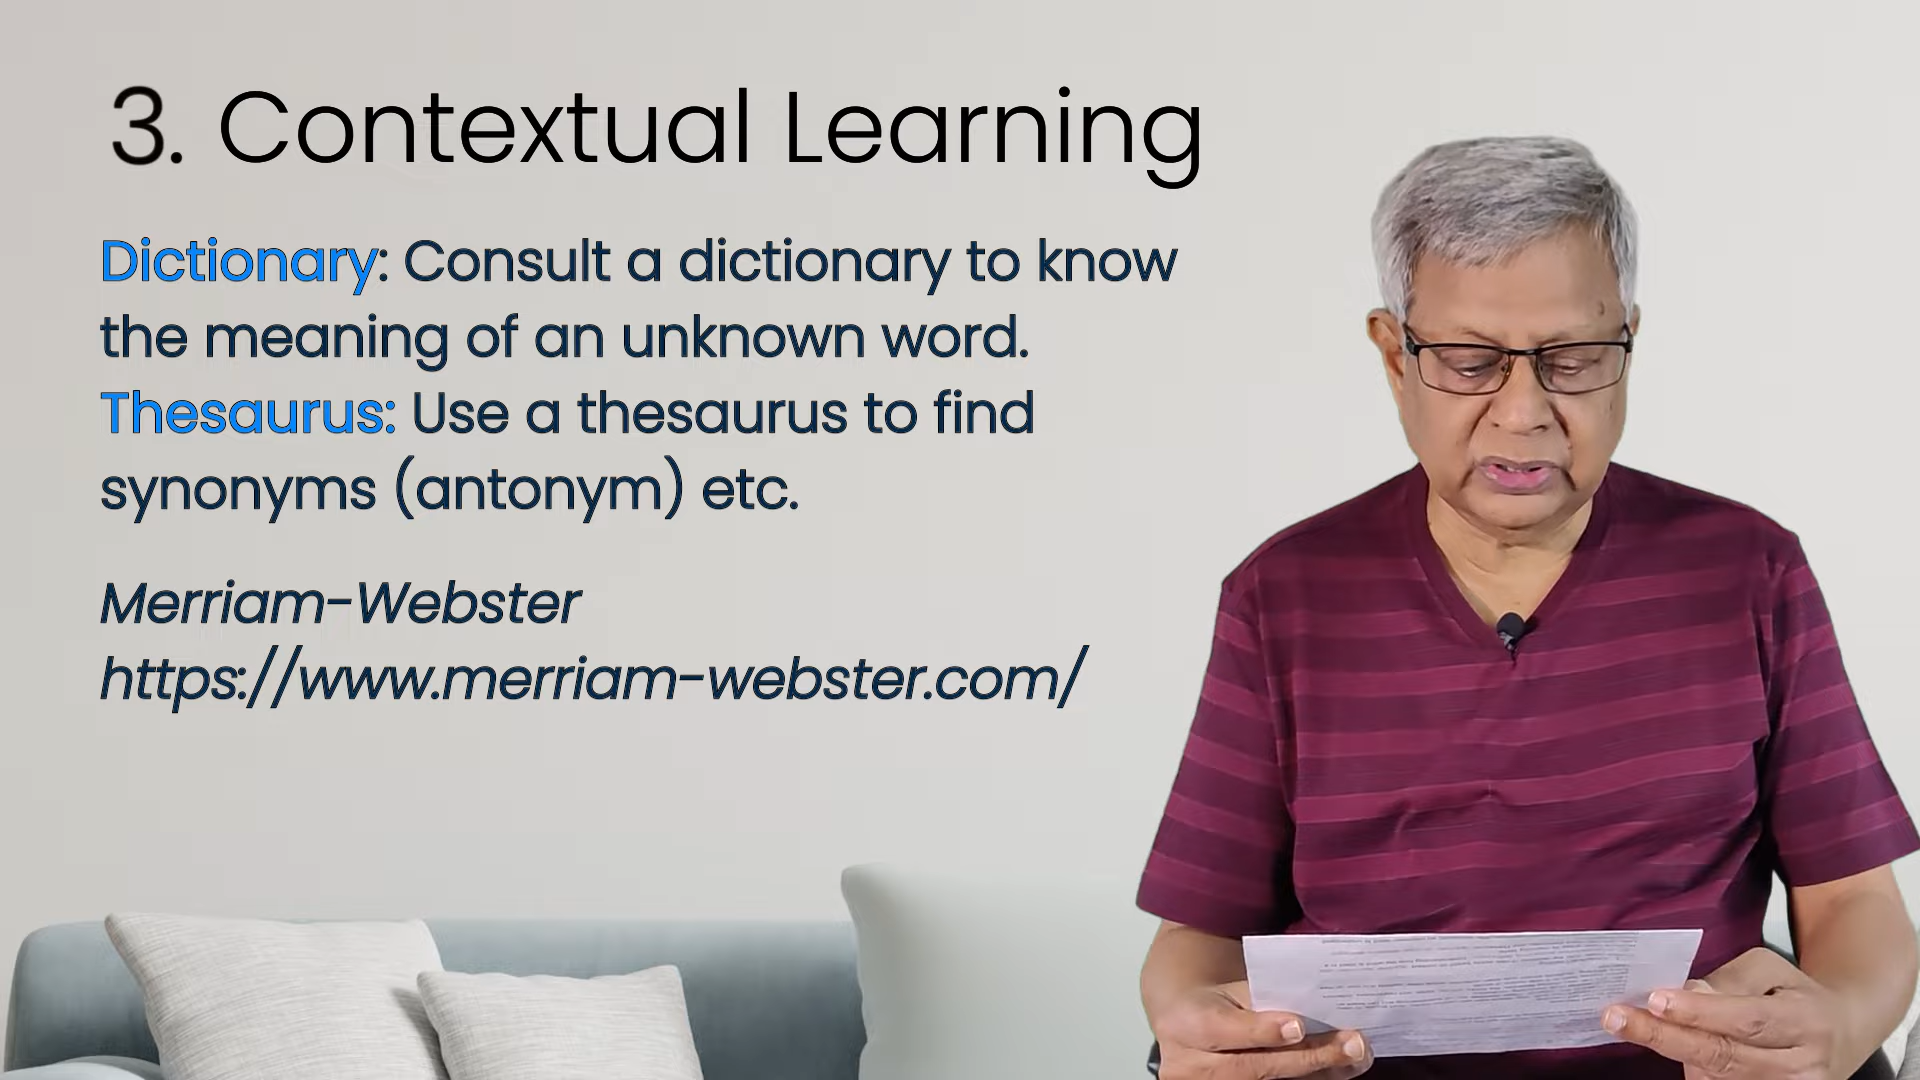 3. Contextual Learning
Dictionary: Consult a dictionary to know
the meaning of an unknown word.
Thesaurus: Use a thesaurus to find
synonyms (antonym) etc.
Merriam-Webster
https://www.merriam-webster.com/